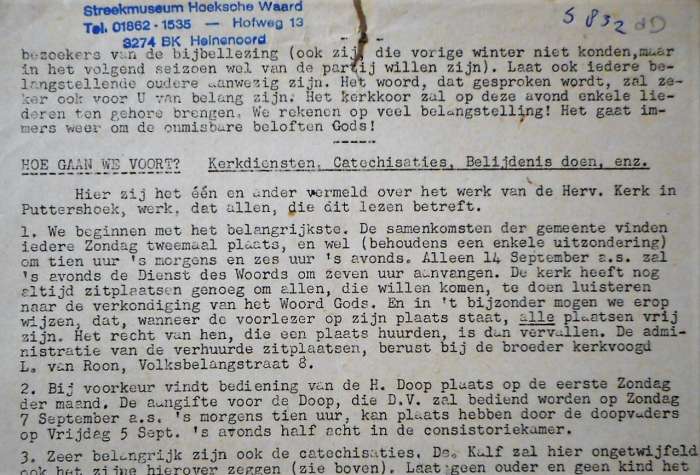 Streekmuseum Hoeksche Waard
Tel. 01862 - 1535 — Hofweg 13
3274 BK Heinenoord
S 832
bezoekers van de bijbellezing (ook zij, die vorige winter niet konden, maar
in het volgend seizoen wel van de partij willen zijn). Laat ook iedere be-
langstellende oudere aanwezig zijn. Het woord, dat gesproken wordt, zal ze-
ker ook voor U van belang zijn. Het kerkkoor zal op deze avond enkele lie-
deren ten gehore brengen. We rekenen op veel belangstelling! Het gaat im-
mers weer om de onmisbare beloften Gods!
-----
HOE GAAN WE VOORT? Kerkdiensten, Catechisaties, Belijdenis doen, enz.
Hier zij het één en ander vermeld over het werk van de Herv. Kerk in
Puttershoek, werk, dat allen, die dit lezen betreft.
1. We beginnen met het belangrijkste. De samenkomsten der gemeente vinden
iedere Zondag tweemaal plaats, en wel (behoudens een enkele uitzondering)
om tien uur 's morgens en zes uur 's avonds. Alleen 14 September a.s. zal
's avonds de Dienst des Woords om zeven uur aanvangen. De kerk heeft nog
altijd zitplaatsen genoeg om allen, die willen komen, te doen luisteren
naar de verkondiging van het Woord Gods. En in 't bijzonder mogen we erop
wijzen, dat, wanneer de voorlezer op zijn plaats staat, alle plaatsen vrij
zijn. Het recht van hen, die een plaats huurden, is dan vervallen. De admi-
nistratie van de verhuurde zitplaatsen, berust bij de broeder kerkvoogd
L. van Roon, Volksbelangstraat 8.
2. Bij voorkeur vindt bediening van de H. Doop plaats op de eerste Zondag
der maand. De aangifte voor de Doop, die D.V. zal bediend worden op Zondag
7 September a.s. 's morgens tien uur, kan plaats hebben door de doopvaders
op Vrijdag 5 Sept. 's avonds half acht in de consistoriekamer.
3. Zeer belangrijk zijn ook de catechisaties. Ds. Kalf zal hier ongetwijfeld
ook het zijne hierover zeggen (zie boven). Laat geen ouder en geen kind het